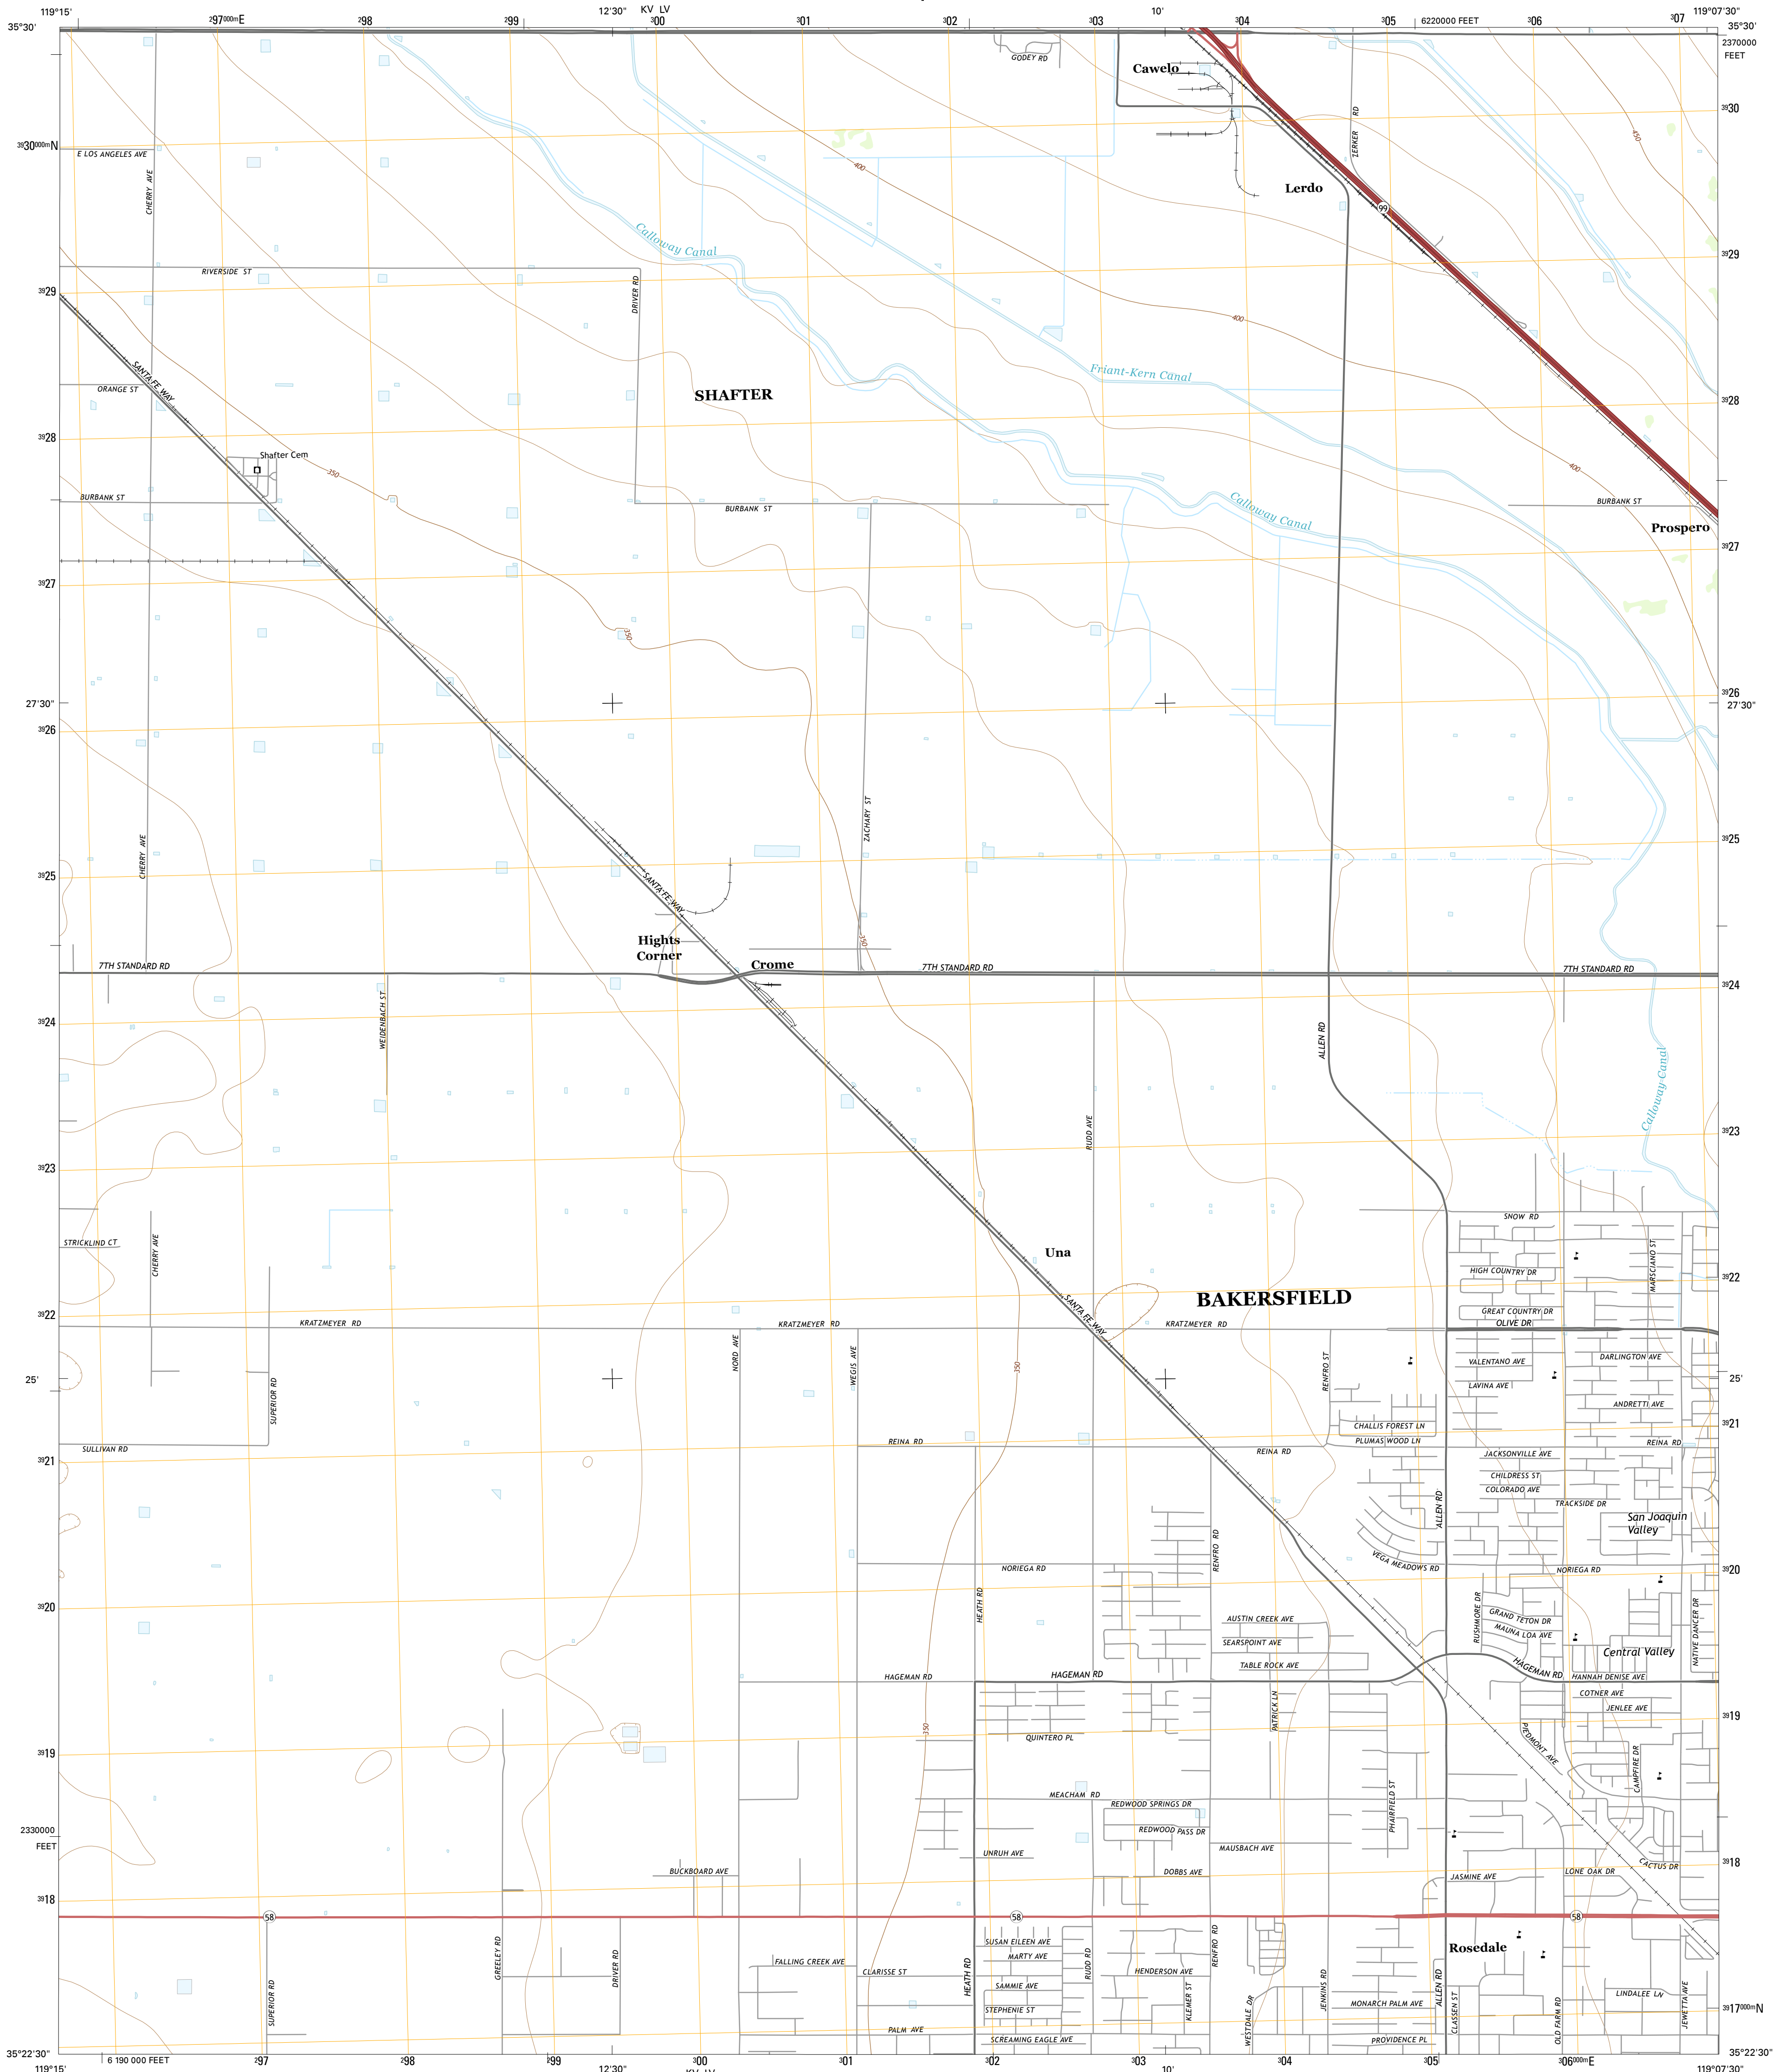 119°15'
²97⁰⁰⁰ᵐE
²98
²99
12'30"
KV LV
³00
³01
³02
³03
10'
³04
³05
6220000 FEET
³06
³07
119°07'30"
35°30'
35°30'
2370000
FEET
GODEY RD
Cawelo
ZERKER RD
³⁹30
450
³⁹30⁰⁰⁰ᵐN
E LOS ANGELES AVE
CHERRY AVE
400
Lerdo
99
Calloway Canal
³⁹29
RIVERSIDE ST
DRIVER RD
³⁹29
400
SANTA FE WAY
ORANGE ST
SHAFTER
Friant-Kern Canal
³⁹28
³⁹28
Shafter Cem
350
400
BURBANK ST
BURBANK ST
Calloway Canal
BURBANK ST
Prospero
³⁹27
³⁹27
350
27'30"
³⁹26
27'30"
³⁹26
ZACHARY ST
CHERRY AVE
³⁹25
³⁹25
SANTA FE WAY
Hights
Corner
350
Crome
7TH STANDARD RD
7TH STANDARD RD
7TH STANDARD RD
³⁹24
³⁹24
WEIDENBACH ST
ALLEN RD
Calloway Canal
RUDD AVE
³⁹23
³⁹23
STRICKLIND CT
CHERRY AVE
SNOW RD
Una
MARSCIANO ST
HIGH COUNTRY DR
³⁹22
BAKERSFIELD
SANTA FE WAY
GREAT COUNTRY DR
³⁹22
KRATZMEYER RD
KRATZMEYER RD
KRATZMEYER RD
OLIVE DR
NORD AVE
WEGIS AVE
350
RENFRO ST
VALENTANO AVE
DARLINGTON AVE
25'
25'
LAVINA AVE
SUPERIOR RD
ANDRETTI AVE
CHALLIS FOREST LN
³⁹21
SULLIVAN RD
REINA RD
REINA RD
PLUMAS WOOD LN
REINA RD
³⁹21
JACKSONVILLE AVE
CHILDRESS ST
COLORADO AVE
TRACKSIDE DR
ALLEN RD
San Joaquin
Valley
RENFRO RD
NORIEGA RD
VEGA MEADOWS RD
NORIEGA RD
³⁹20
³⁹20
HEATH RD
AUSTIN CREEK AVE
RUSHMORE DR
GRAND TETON DR
MAUNA LOA AVE
NATIVE DANCER DR
SEARSPOINT AVE
Central Valley
TABLE ROCK AVE
HAGEMAN RD
HAGEMAN RD
HAGEMAN RD
HANNAH DENISE AVE
COTNER AVE
PATRICK LN
JENLEE AVE
³⁹19
350
QUINTERO PL
PIEDMONT AVE
³⁹19
CAMPFIRE DR
MEACHAM RD
REDWOOD SPRINGS DR
PHAIRFIELD ST
2330000
FEET
REDWOOD PASS DR
MAUSBACH AVE
UNRUH AVE
CACTUS DR
³⁹18
BUCKBOARD AVE
DOBBS AVE
JASMINE AVE
LONE OAK DR
³⁹18
58
58
58
GREELEY RD
DRIVER RD
SUSAN EILEEN AVE
RENFRO RD
Rosedale
MARTY AVE
RUDD RD
FALLING CREEK AVE
CLARISSE ST
HENDERSON AVE
SUPERIOR RD
HEATH RD
SAMMIE AVE
KLEMER ST
WESTDALE DR
JENKINS RD
ALLEN RD
CLASSEN ST
OLD FARM RD
LINDALEE LN
JEWETTA AVE
STEPHENIE ST
MONARCH PALM AVE
³⁹17⁰⁰⁰ᵐN
PALM AVE
SCREAMING EAGLE AVE
PROVIDENCE PL
35°22'30"
35°22'30"
119°15'
6 190 000 FEET
²97
²98
²99
12'30"
³00
KV LV
³01
³02
³03
10'
³04
³05
³06⁰⁰⁰ᵐE
119°07'30"